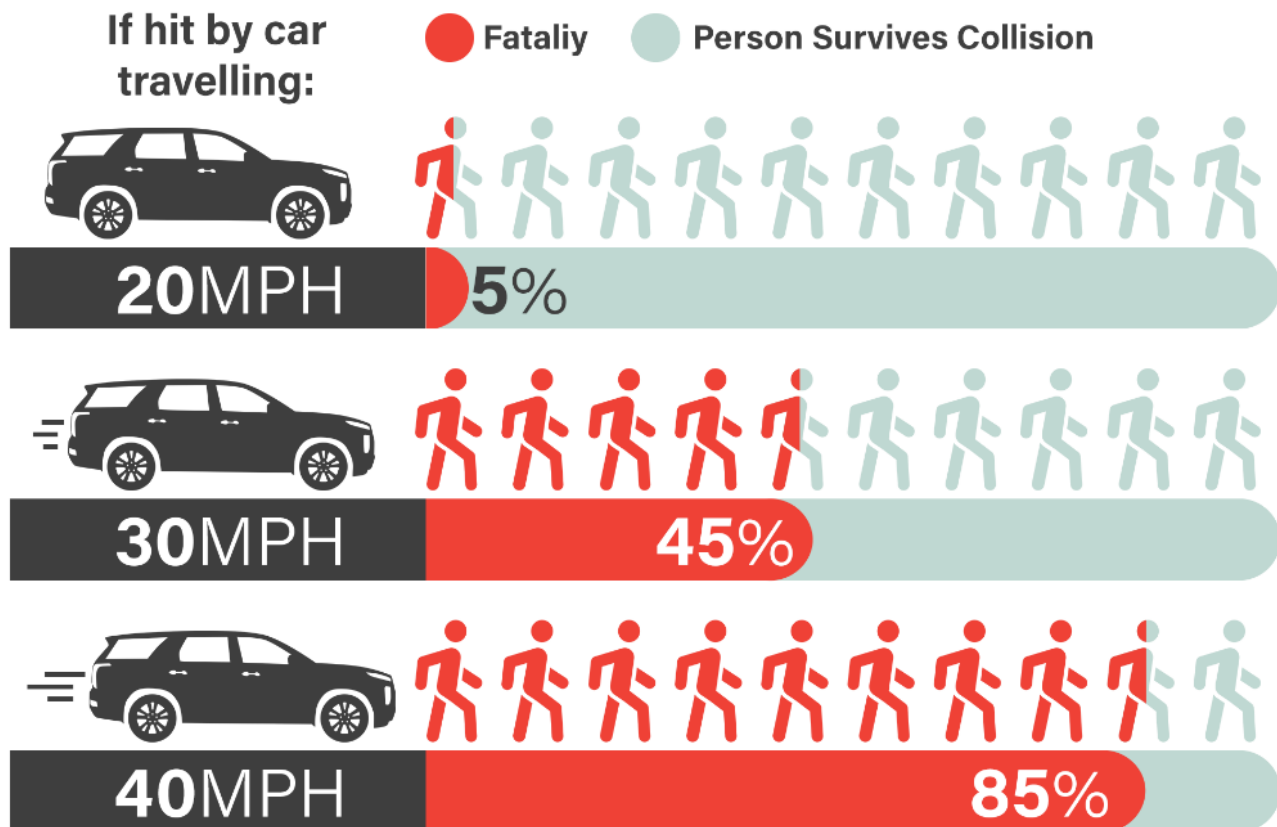 If hit by car
travelling:
Fataliy
Person Survives Collision
20MPH
5%
30MPH
45%
40MPH
85%